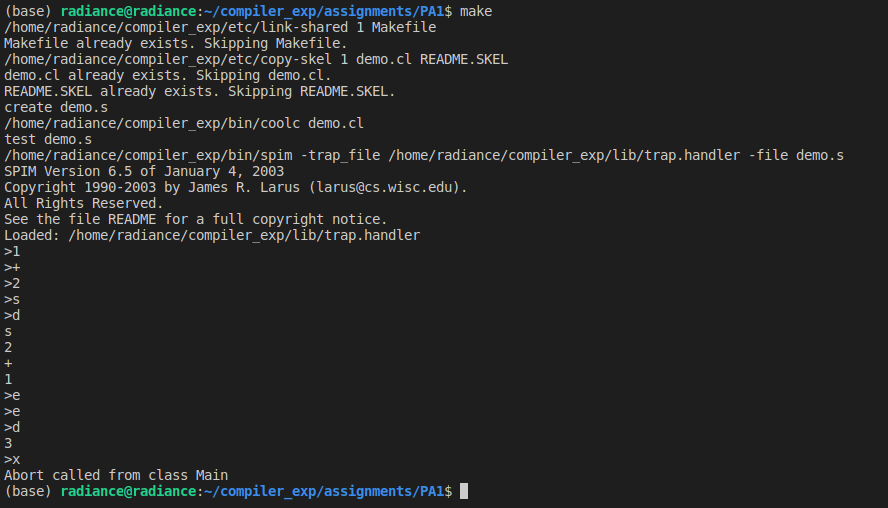 (base) radiance@radiance:~/compiler_exp/assignments/PA1$ make
/home/radiance/compiler_exp/etc/link-shared 1 Makefile
Makefile already exists. Skipping Makefile.
/home/radiance/compiler_exp/etc/copy-skel 1 demo.cl README.SKEL
demo.cl already exists. Skipping demo.cl.
README.SKEL already exists. Skipping README.SKEL.
create demo.s
/home/radiance/compiler_exp/bin/coolc demo.cl
test demo.s
/home/radiance/compiler_exp/bin/spim -trap_file /home/radiance/compiler_exp/lib/trap.handler -file demo.s
SPIM Version 6.5 of January 4, 2003
Copyright 1990-2003 by James R. Larus (larus@cs.wisc.edu).
All Rights Reserved.
See the file README for a full copyright notice.
Loaded: /home/radiance/compiler_exp/lib/trap.handler
>1
>+
>2
>s
>d
s
2
+
1
>e
>e
>d
3
>x
Abort called from class Main
(base) radiance@radiance:~/compiler_exp/assignments/PA1$